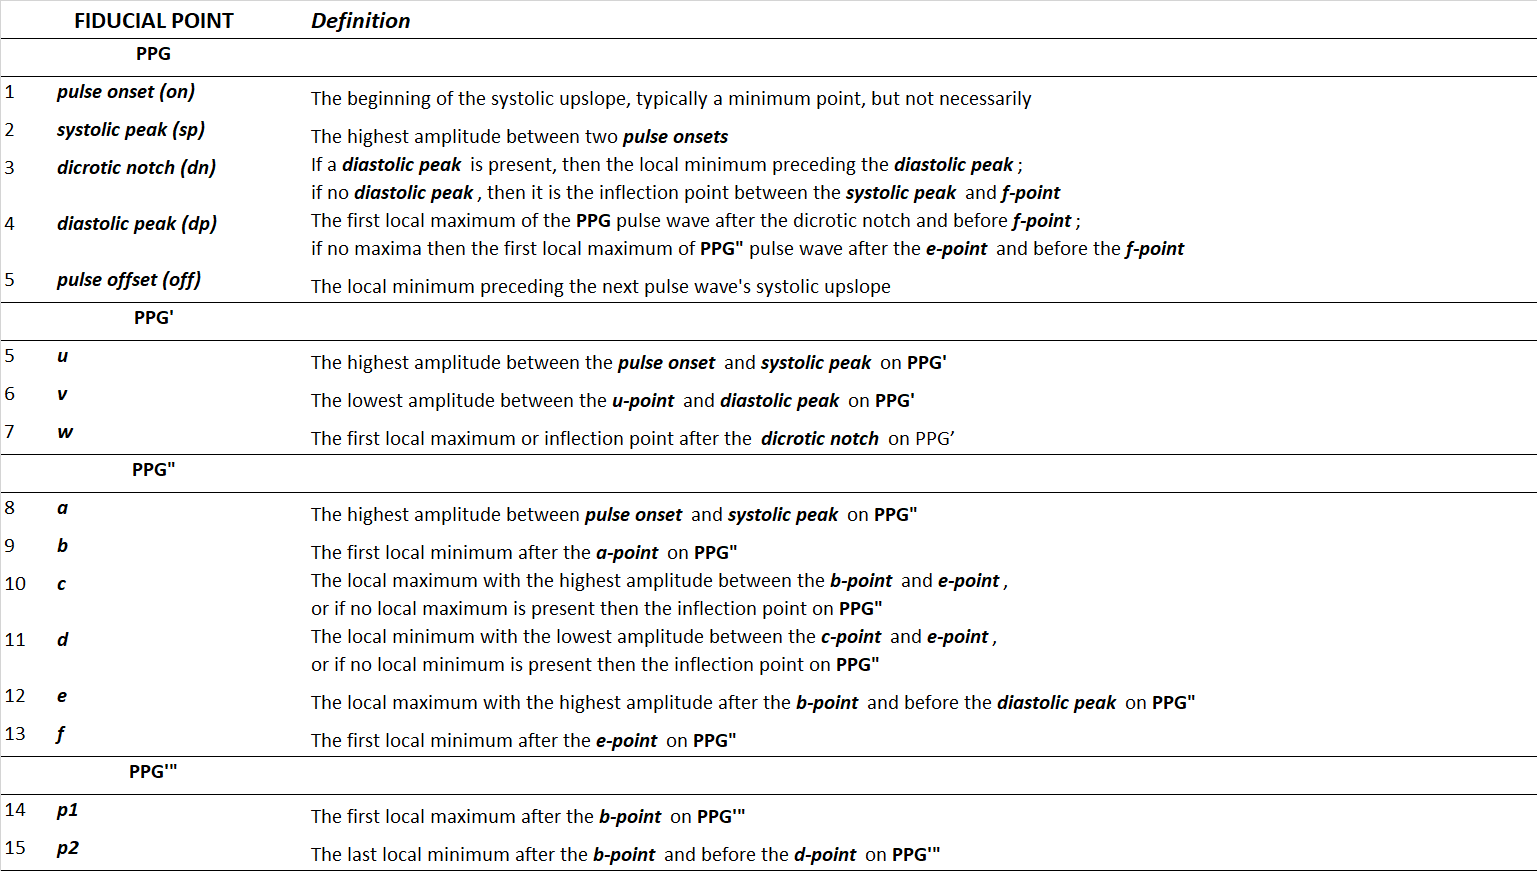 FIDUCIAL POINT Definition
PPG
1 pulse onset (on) The beginning of the systolic upslope, typically a minimum point, but not necessarily
2 systolic peak (sp) The highest amplitude between two pulse onsets
3 dicrotic notch (dn) If a diastolic peak is present, then the local minimum preceding the diastolic peak;
if no diastolic peak, then it is the inflection point between the systolic peak and f-point
4 diastolic peak (dp) The first local maximum of the PPG pulse wave after the dicrotic notch and before f-point;
if no maxima then the first local maximum of PPG" pulse wave after the e-point and before the f-point
5 pulse offset (off) The local minimum preceding the next pulse wave's systolic upslope
PPG'
5 u The highest amplitude between the pulse onset and systolic peak on PPG'
6 v The lowest amplitude between the u-point and diastolic peak on PPG'
7 w The first local maximum or inflection point after the dicrotic notch on PPG’
PPG"
8 a The highest amplitude between pulse onset and systolic peak on PPG"
9 b The first local minimum after the a-point on PPG"
10 c The local maximum with the highest amplitude between the b-point and e-point,
or if no local maximum is present then the inflection point on PPG"
11 d The local minimum with the lowest amplitude between the c-point and e-point,
or if no local minimum is present then the inflection point on PPG"
12 e The local maximum with the highest amplitude after the b-point and before the diastolic peak on PPG"
13 f The first local minimum after the e-point on PPG"
PPG'"
14 p1 The first local maximum after the b-point on PPG'"
15 p2 The last local minimum after the b-point and before the d-point on PPG'"